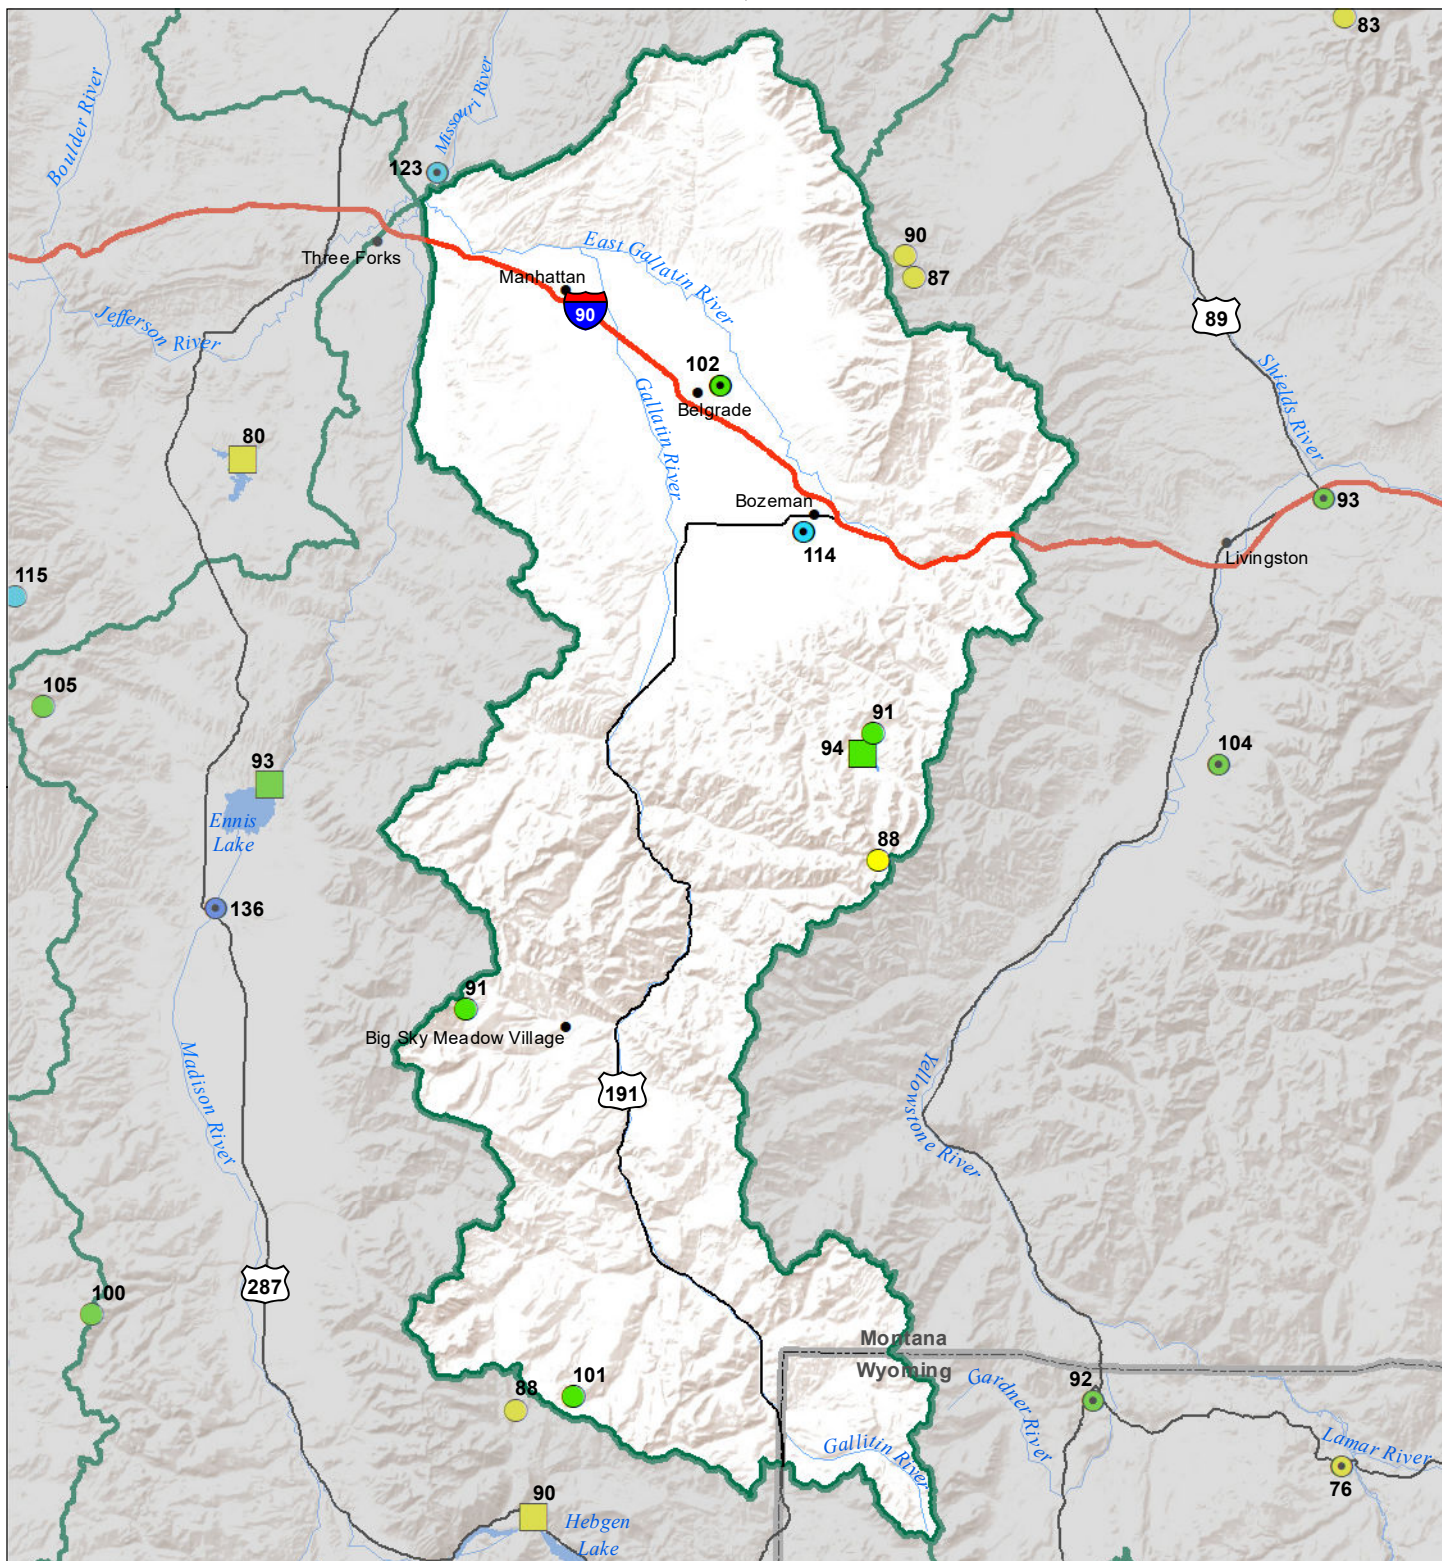 83
Boulder River
Missouri River
123
Three Forks
East Gallatin River
90
87
Manhattan
90
89
Jefferson River
Shields River
102
Belgrade
Gallatin River
80
Bozeman
114
93
Livingston
115
105
91
94
104
93
Ennis
Lake
88
136
91
Big Sky Meadow Village
Madison River
191
Yellowstone River
287
100
Montana
Wyoming
88
101
92
Gardner River
Gallitin River
Lamar River
76
90
Hebgen
Lake